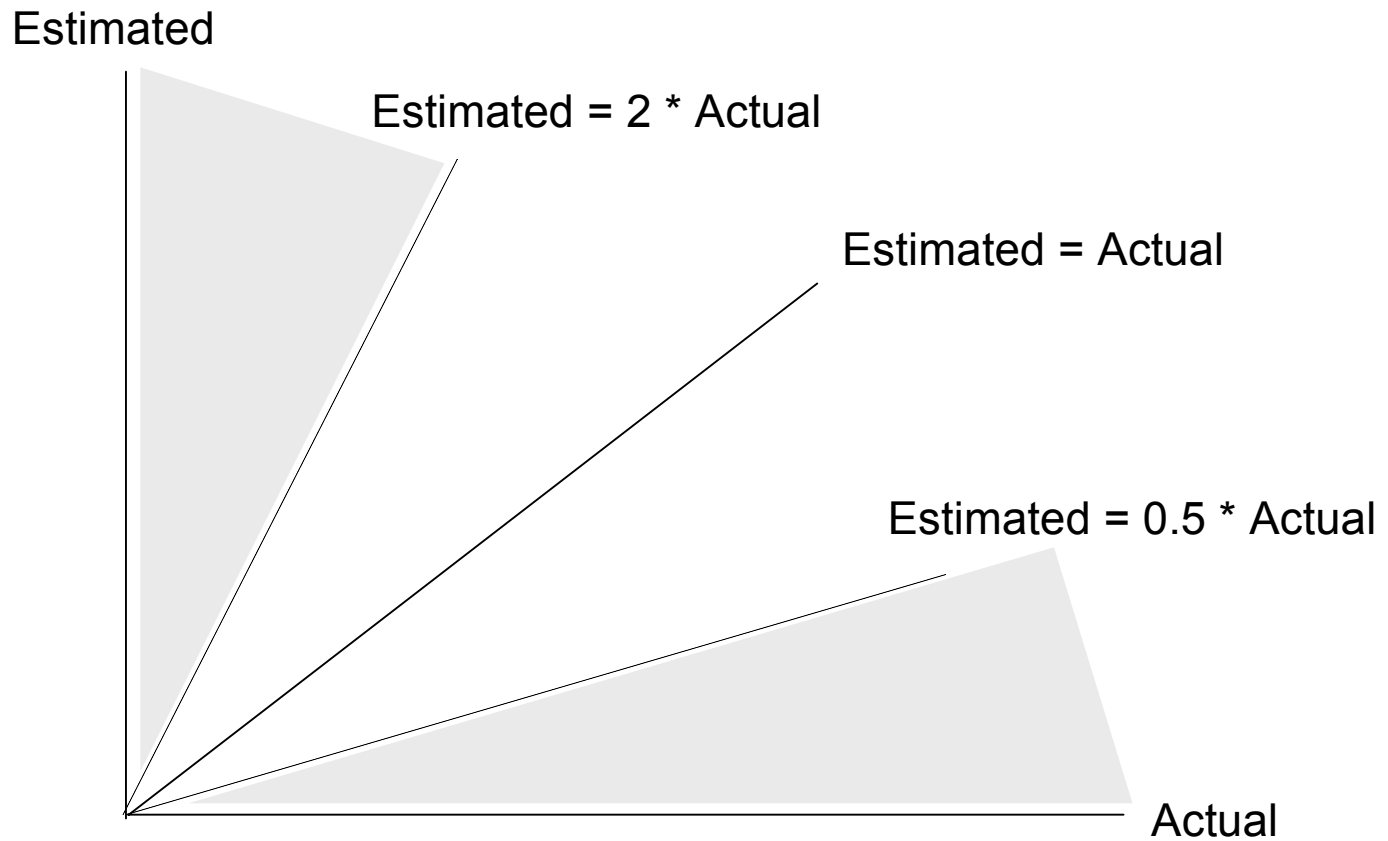 Estimated
Estimated = 2 * Actual
Estimated = Actual
Estimated = 0.5 * Actual
Actual